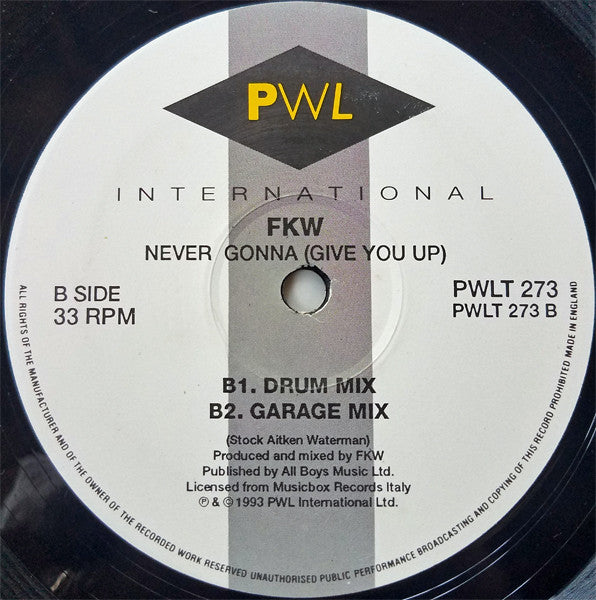 PWL
INTERNATIONAL
FKW
NEVER GONNA (GIVE YOU UP)
B SIDE
33 RPM
PWLT 273
PWLT 273 B
B1. DRUM MIX
B2. GARAGE MIX
(Stock Aitken Waterman)
Produced and mixed by FKW
Published by All Boys Music Ltd.
Licensed from Musicbox Records Italy
℗ & © 1993 PWL International Ltd.
ALL RIGHTS OF THE MANUFACTURER AND OF THE OWNER OF THE RECORDED WORK RESERVED UNAUTHORISED PUBLIC PERFORMANCE BROADCASTING AND COPYING OF THIS RECORD PROHIBITED MADE IN ENGLAND